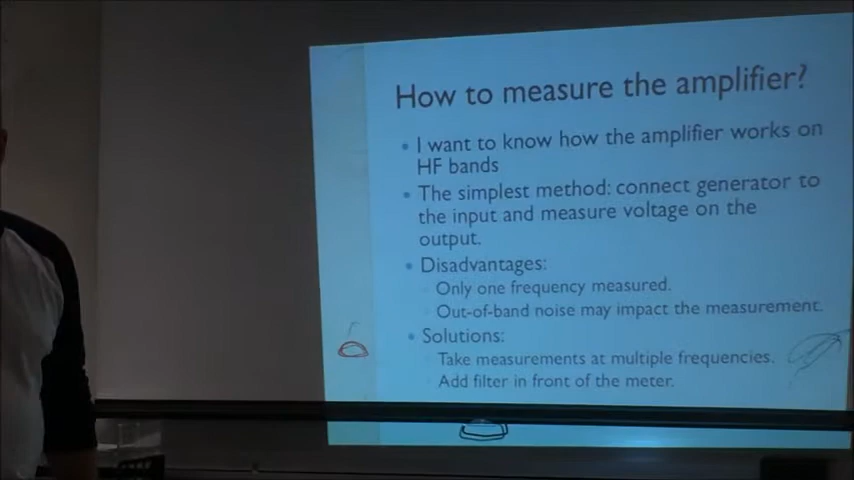 How to measure the amplifier?
I want to know how the amplifier works on
HF bands
The simplest method: connect generator to
the input and measure voltage on the
output.
Disadvantages:
Only one frequency measured.
Out-of-band noise may impact the measurement.
Solutions:
Take measurements at multiple frequencies.
Add filter in front of the meter.